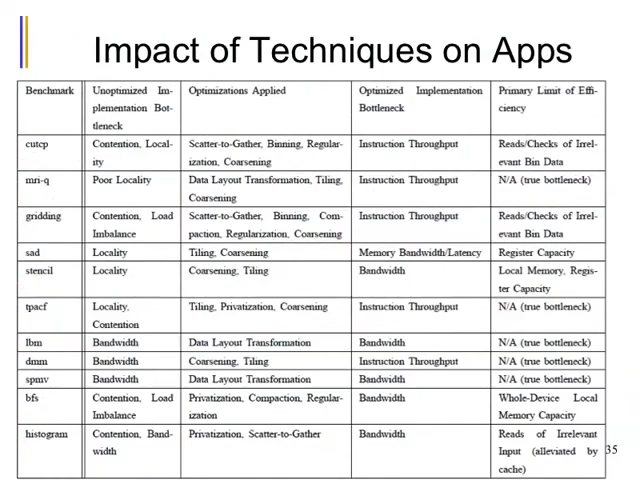 Impact of Techniques on Apps
Benchmark Unoptimized Im- Optimizations Applied Optimized Implementation Primary Limit of Effi-
plementation Bot- Bottleneck ciency
tleneck
cutcp Contention, Local- Scatter-to-Gather, Binning, Regular- Instruction Throughput Reads/Checks of Irrel-
ity ization, Coarsening evant Bin Data
mri-q Poor Locality Data Layout Transformation, Tiling, Instruction Throughput N/A (true bottleneck)
Coarsening
gridding Contention, Load Scatter-to-Gather, Binning, Com- Instruction Throughput Reads/Checks of Irrel-
Imbalance paction, Regularization, Coarsening evant Bin Data
sad Locality Tiling, Coarsening Memory Bandwidth/Latency Register Capacity
stencil Locality Coarsening, Tiling Bandwidth Local Memory, Regis-
ter Capacity
tpacf Locality, Tiling, Privatization, Coarsening Instruction Throughput N/A (true bottleneck)
Contention
lbm Bandwidth Data Layout Transformation Bandwidth N/A (true bottleneck)
dmm Bandwidth Coarsening, Tiling Instruction Throughput N/A (true bottleneck)
spmv Bandwidth Data Layout Transformation Bandwidth N/A (true bottleneck)
bfs Contention, Load Privatization, Compaction, Regular- Bandwidth Whole-Device Local
Imbalance ization Memory Capacity
histogram Contention, Band- Privatization, Scatter-to-Gather Bandwidth Reads of Irrelevant
width Input (alleviated by
cache)
35